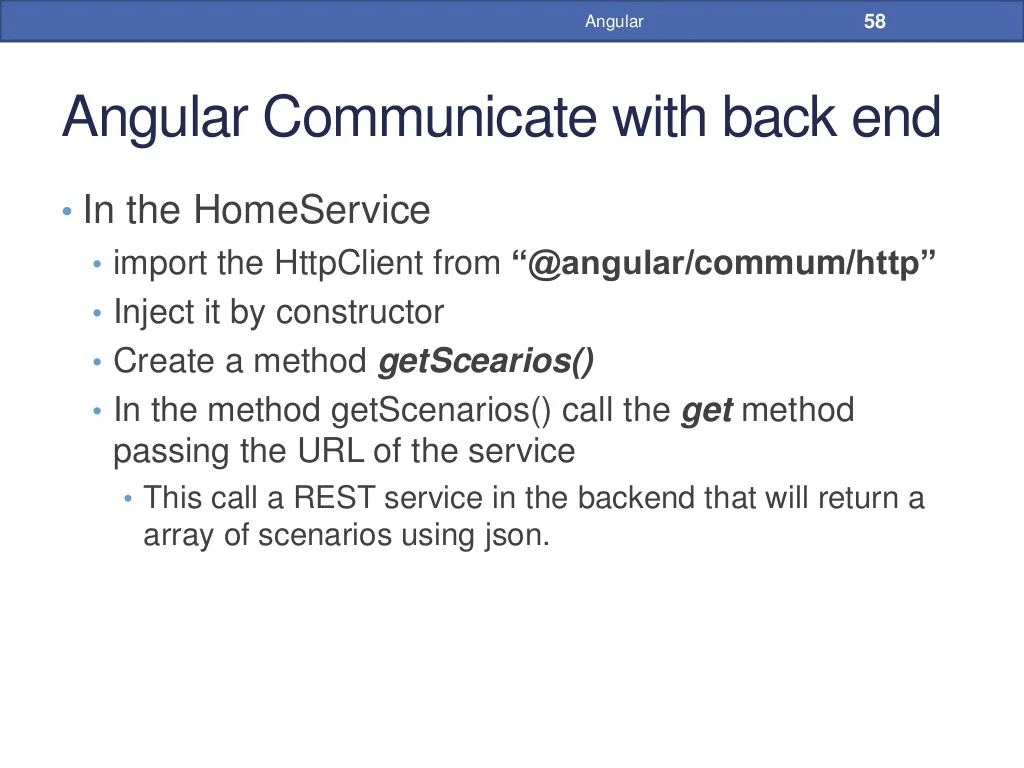 Angular 58
Angular Communicate with back end
• In the HomeService
• import the HttpClient from “@angular/commum/http”
• Inject it by constructor
• Create a method getScearios()
• In the method getScenarios() call the get method
passing the URL of the service
• This call a REST service in the backend that will return a
array of scenarios using json.